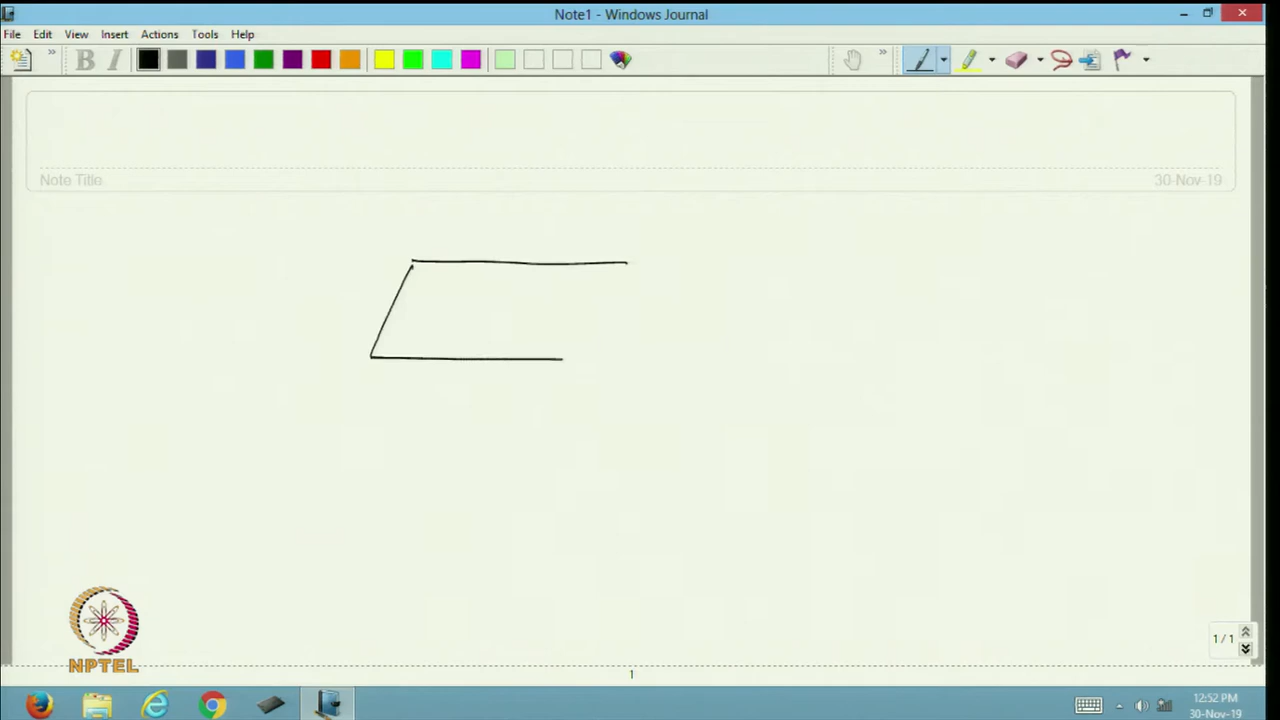 Note1 - Windows Journal
File Edit View Insert Actions Tools Help
B I
Note Title
30-Nov-19
NPTEL
1 / 1
1
12:52 PM
30-Nov-19